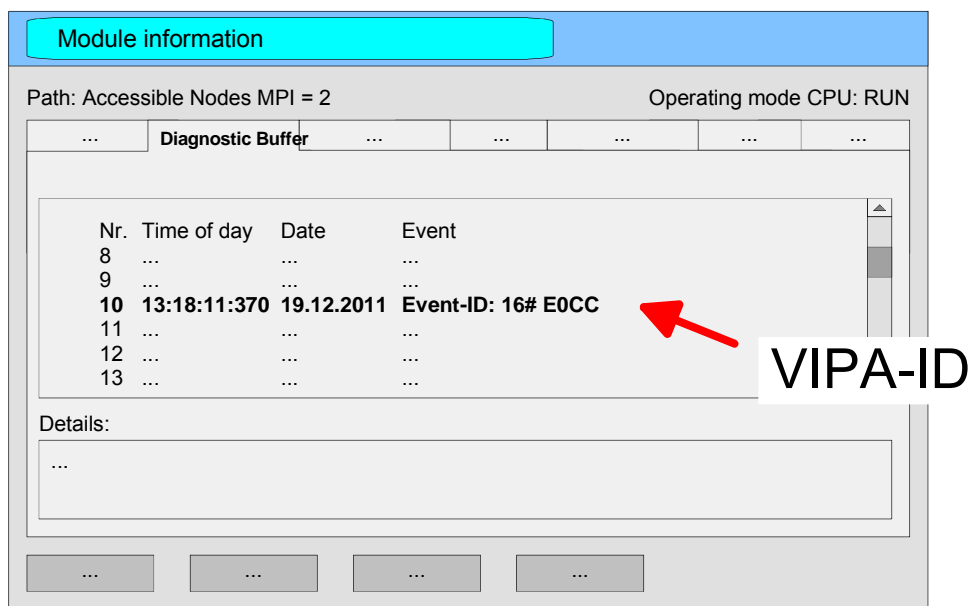 Module information
Path: Accessible Nodes MPI = 2 Operating mode CPU: RUN
... Diagnostic Buffer ... ... ... ... ...
Nr. Time of day Date Event
8 ... ... ...
9 ... ... ...
10 13:18:11:370 19.12.2011 Event-ID: 16# E0CC
11 ... ... ...
12 ... ... ...
13 ... ... ...
VIPA-ID
Details:
...
... ... ... ...